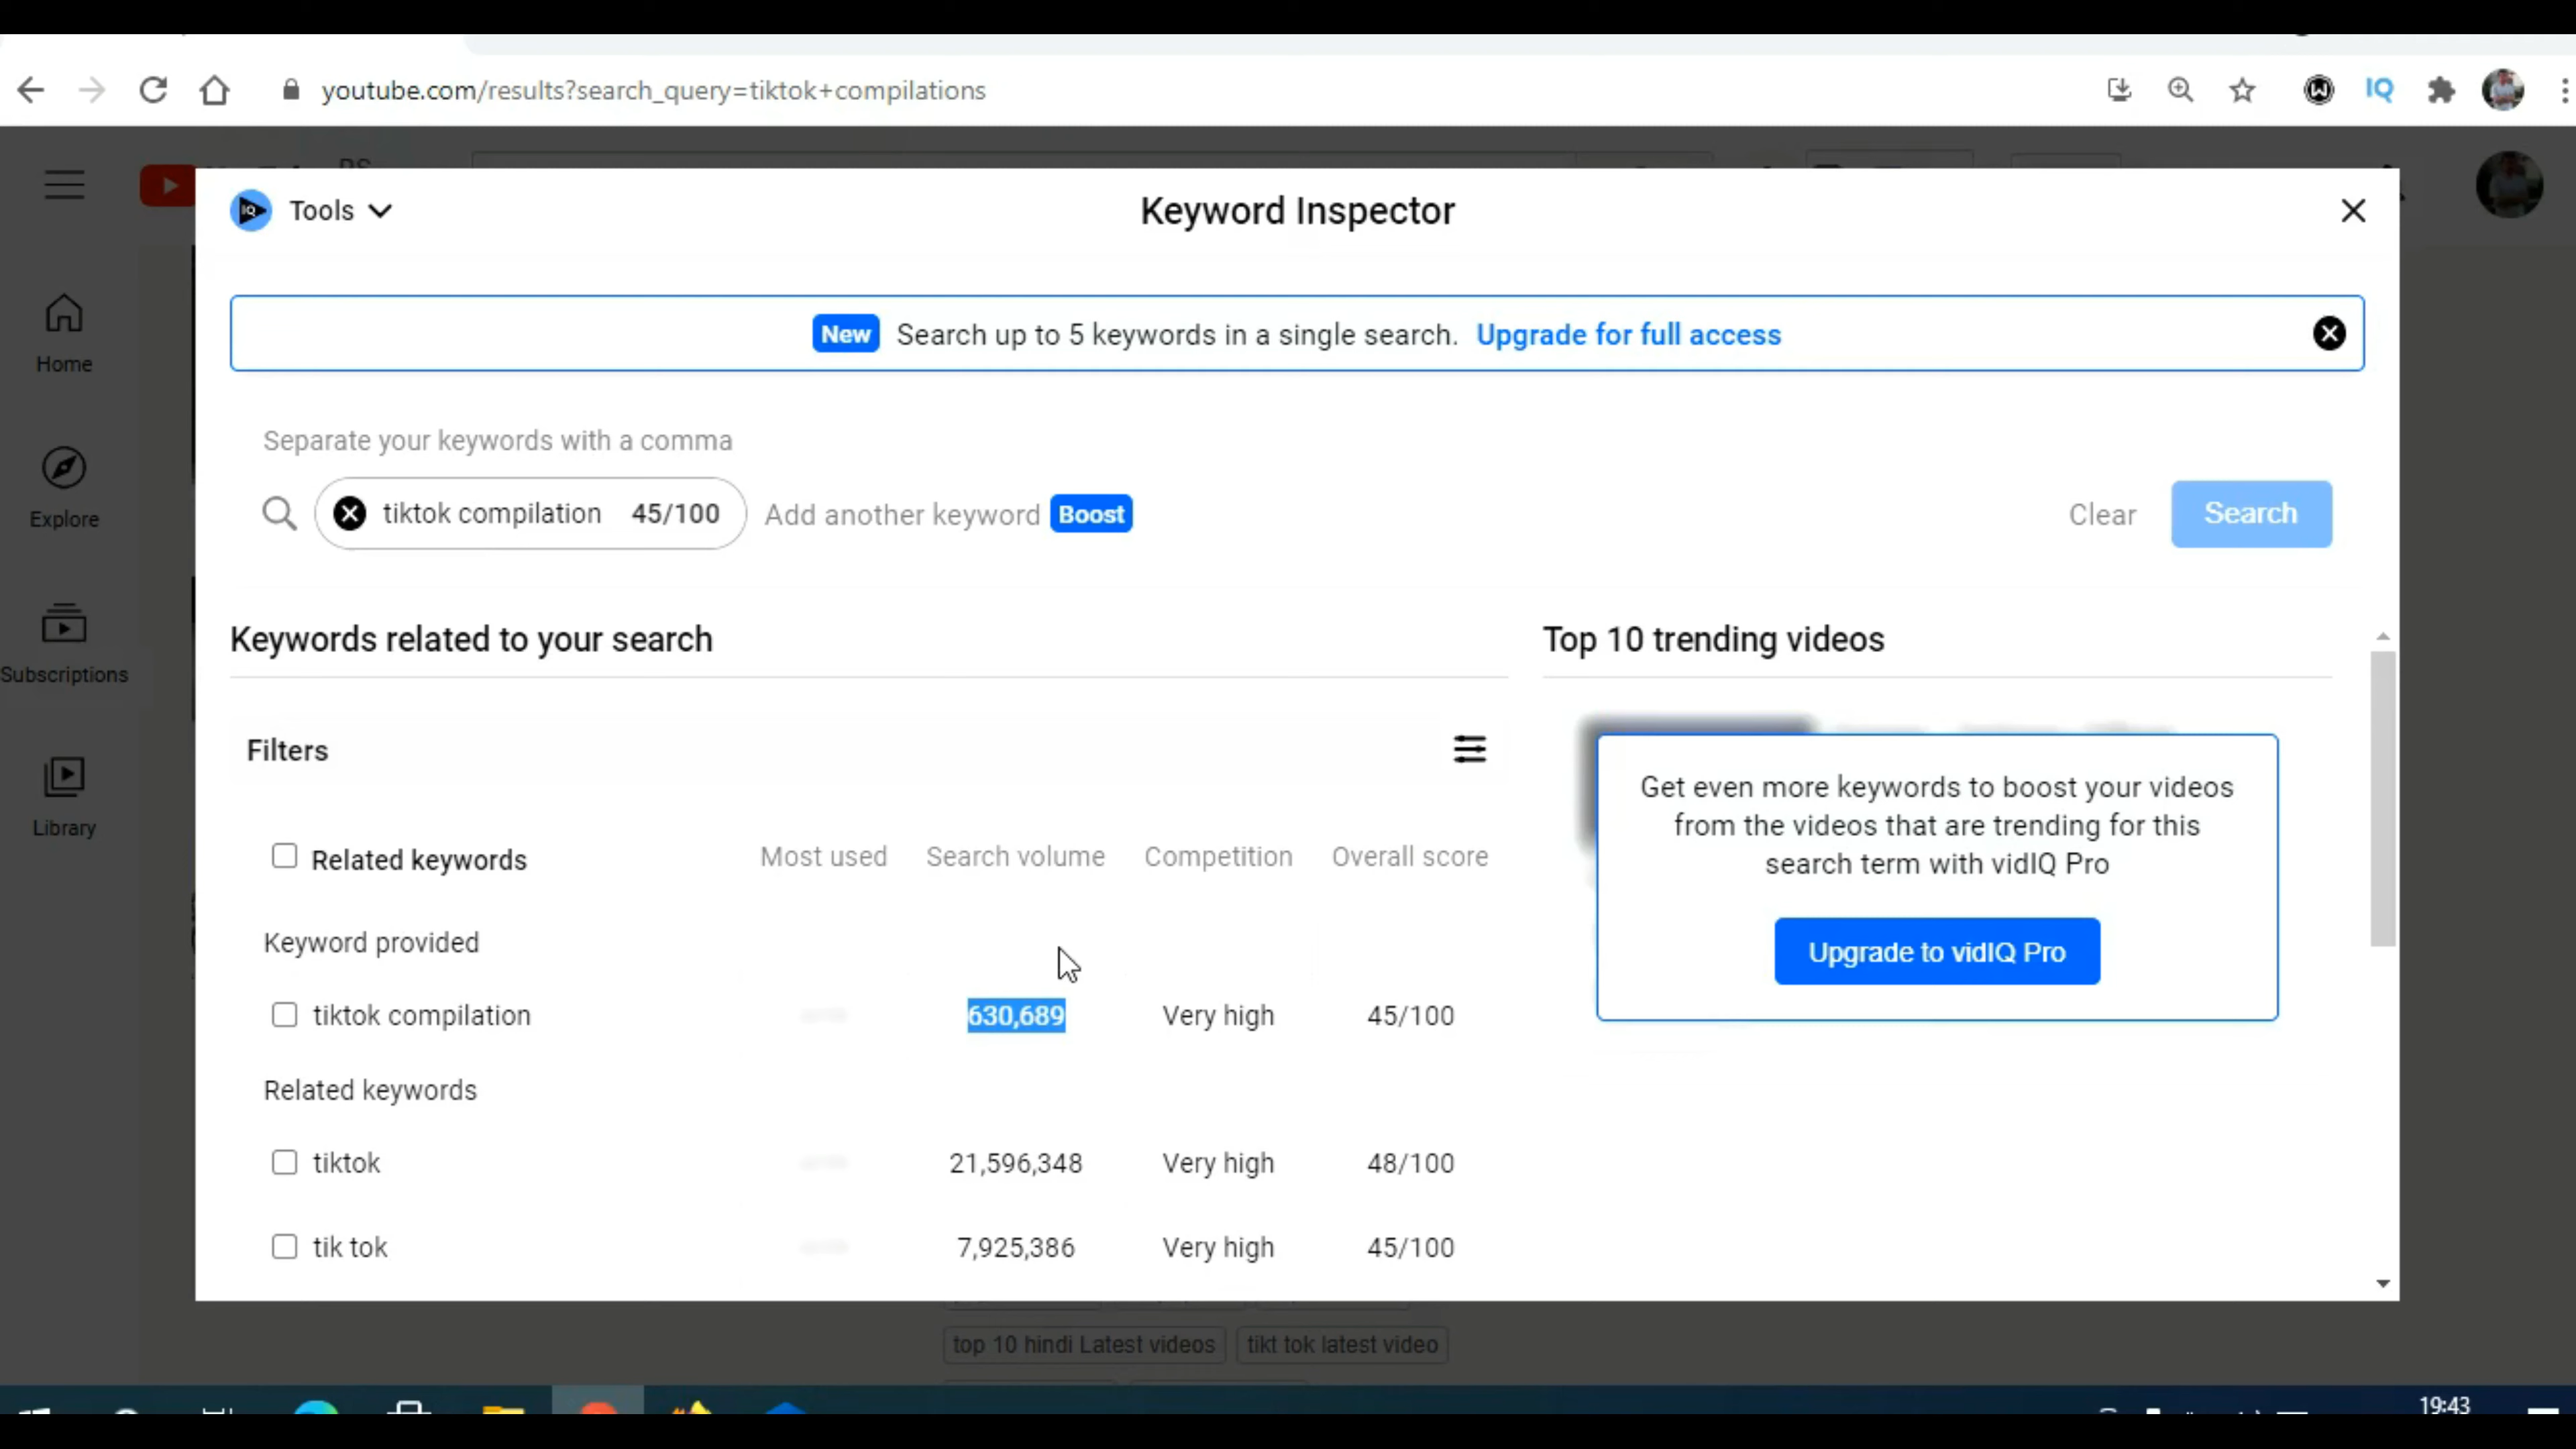 youtube.com/results?search_query=tiktok+compilations
IQ
IQ Tools
Keyword Inspector
New Search up to 5 keywords in a single search. Upgrade for full access
Separate your keywords with a comma
tiktok compilation 45/100 Add another keyword Boost Clear Search
Home
Explore
Subscriptions
Library
Keywords related to your search
Top 10 trending videos
Filters
Related keywords Most used Search volume Competition Overall score
Keyword provided
tiktok compilation 630,689 Very high 45/100
Related keywords
tiktok 21,596,348 Very high 48/100
tik tok 7,925,386 Very high 45/100
Get even more keywords to boost your videos
from the videos that are trending for this
search term with vidIQ Pro
Upgrade to vidIQ Pro
top 10 hindi Latest videos tikt tok latest video
19:43